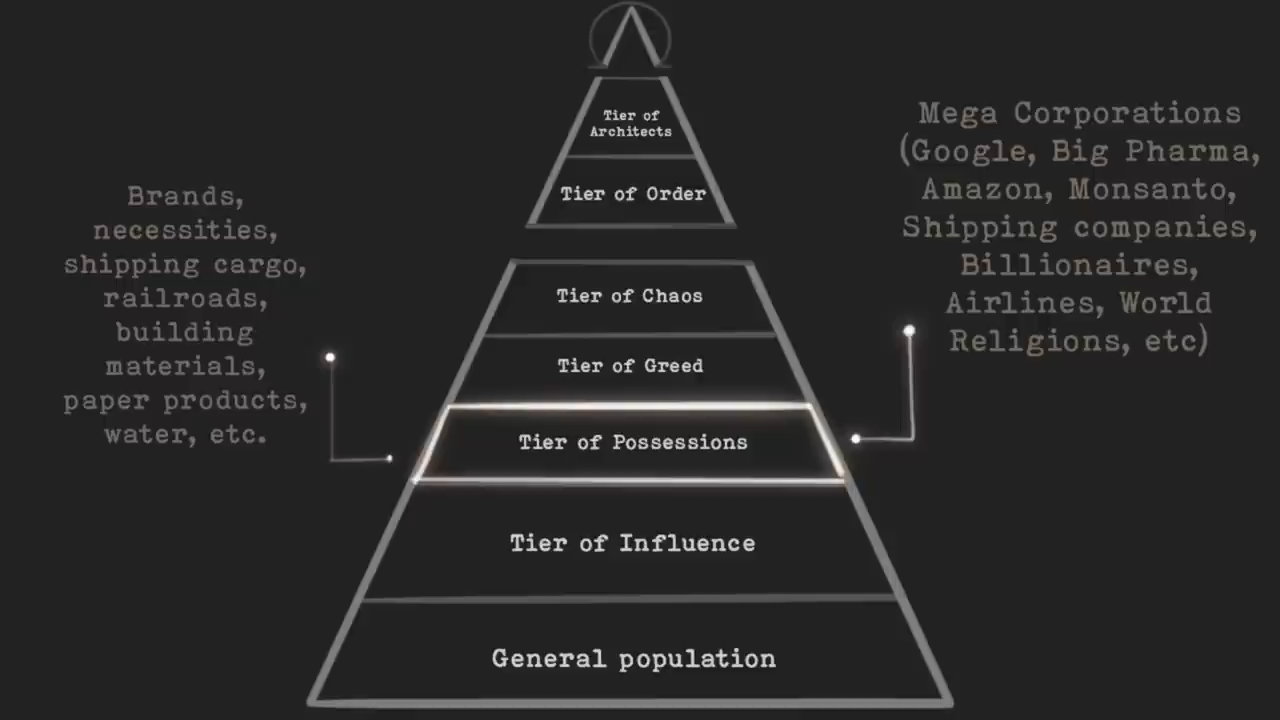 Tier of
Architects
Tier of Order
Tier of Chaos
Tier of Greed
Tier of Possessions
Tier of Influence
General population
Brands,
necessities,
shipping cargo,
railroads,
building
materials,
paper products,
water, etc.
Mega Corporations
(Google, Big Pharma,
Amazon, Monsanto,
Shipping companies,
Billionaires,
Airlines, World
Religions, etc)